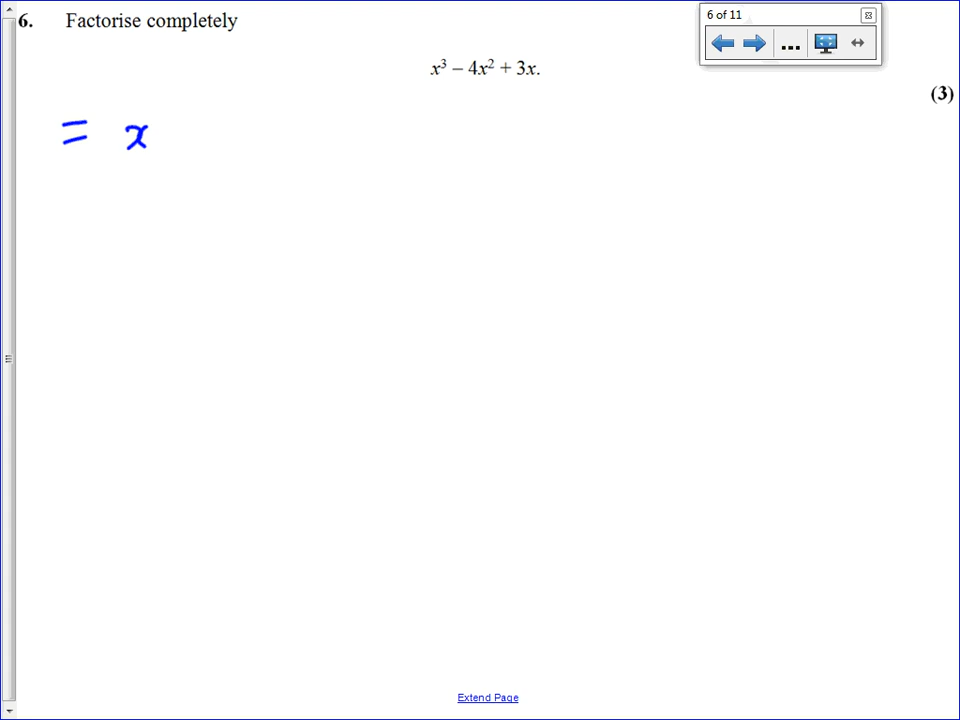 6. Factorise completely
6 of 11
x³ – 4x² + 3x.
(3)
= x
Extend Page